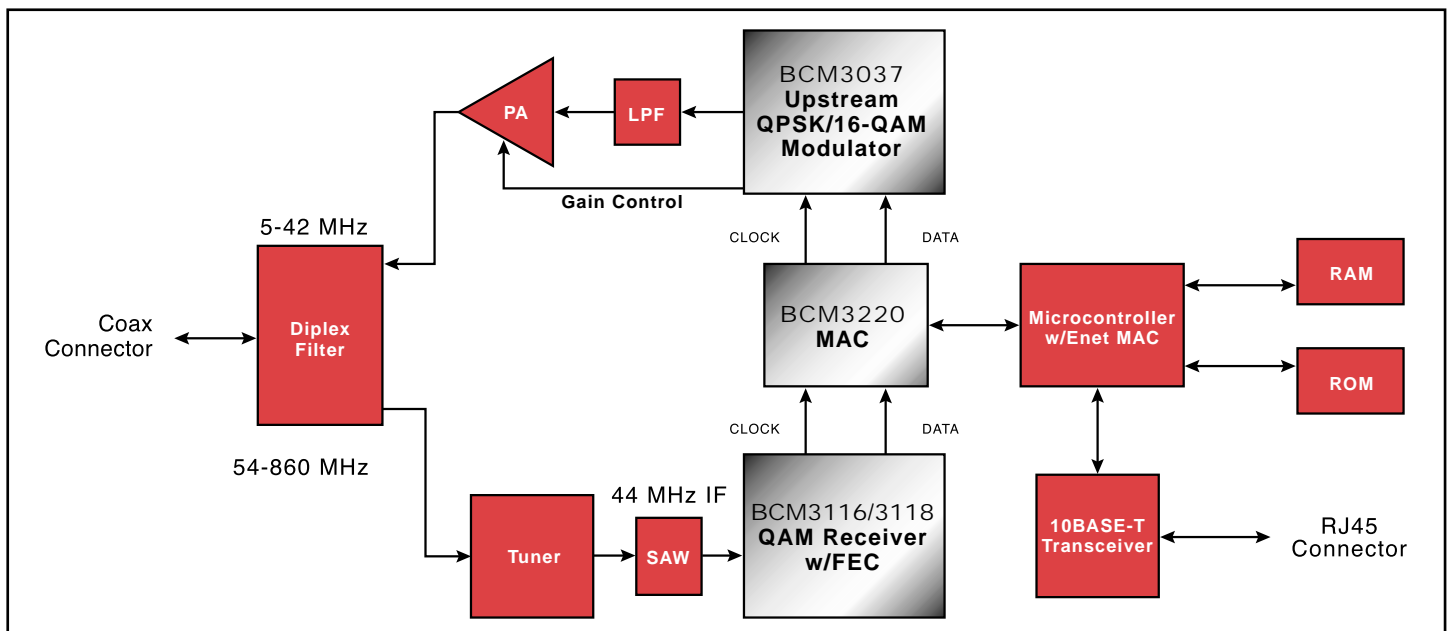 BCM3037
Upstream
QPSK/16-QAM
Modulator
PA
LPF
Gain Control
5-42 MHz
CLOCK
DATA
RAM
Coax
Connector
Diplex
Filter
BCM3220
MAC
Microcontroller
w/Enet MAC
ROM
CLOCK
DATA
54-860 MHz
44 MHz IF
Tuner
SAW
BCM3116/3118
QAM Receiver
w/FEC
10BASE-T
Transceiver
RJ45
Connector